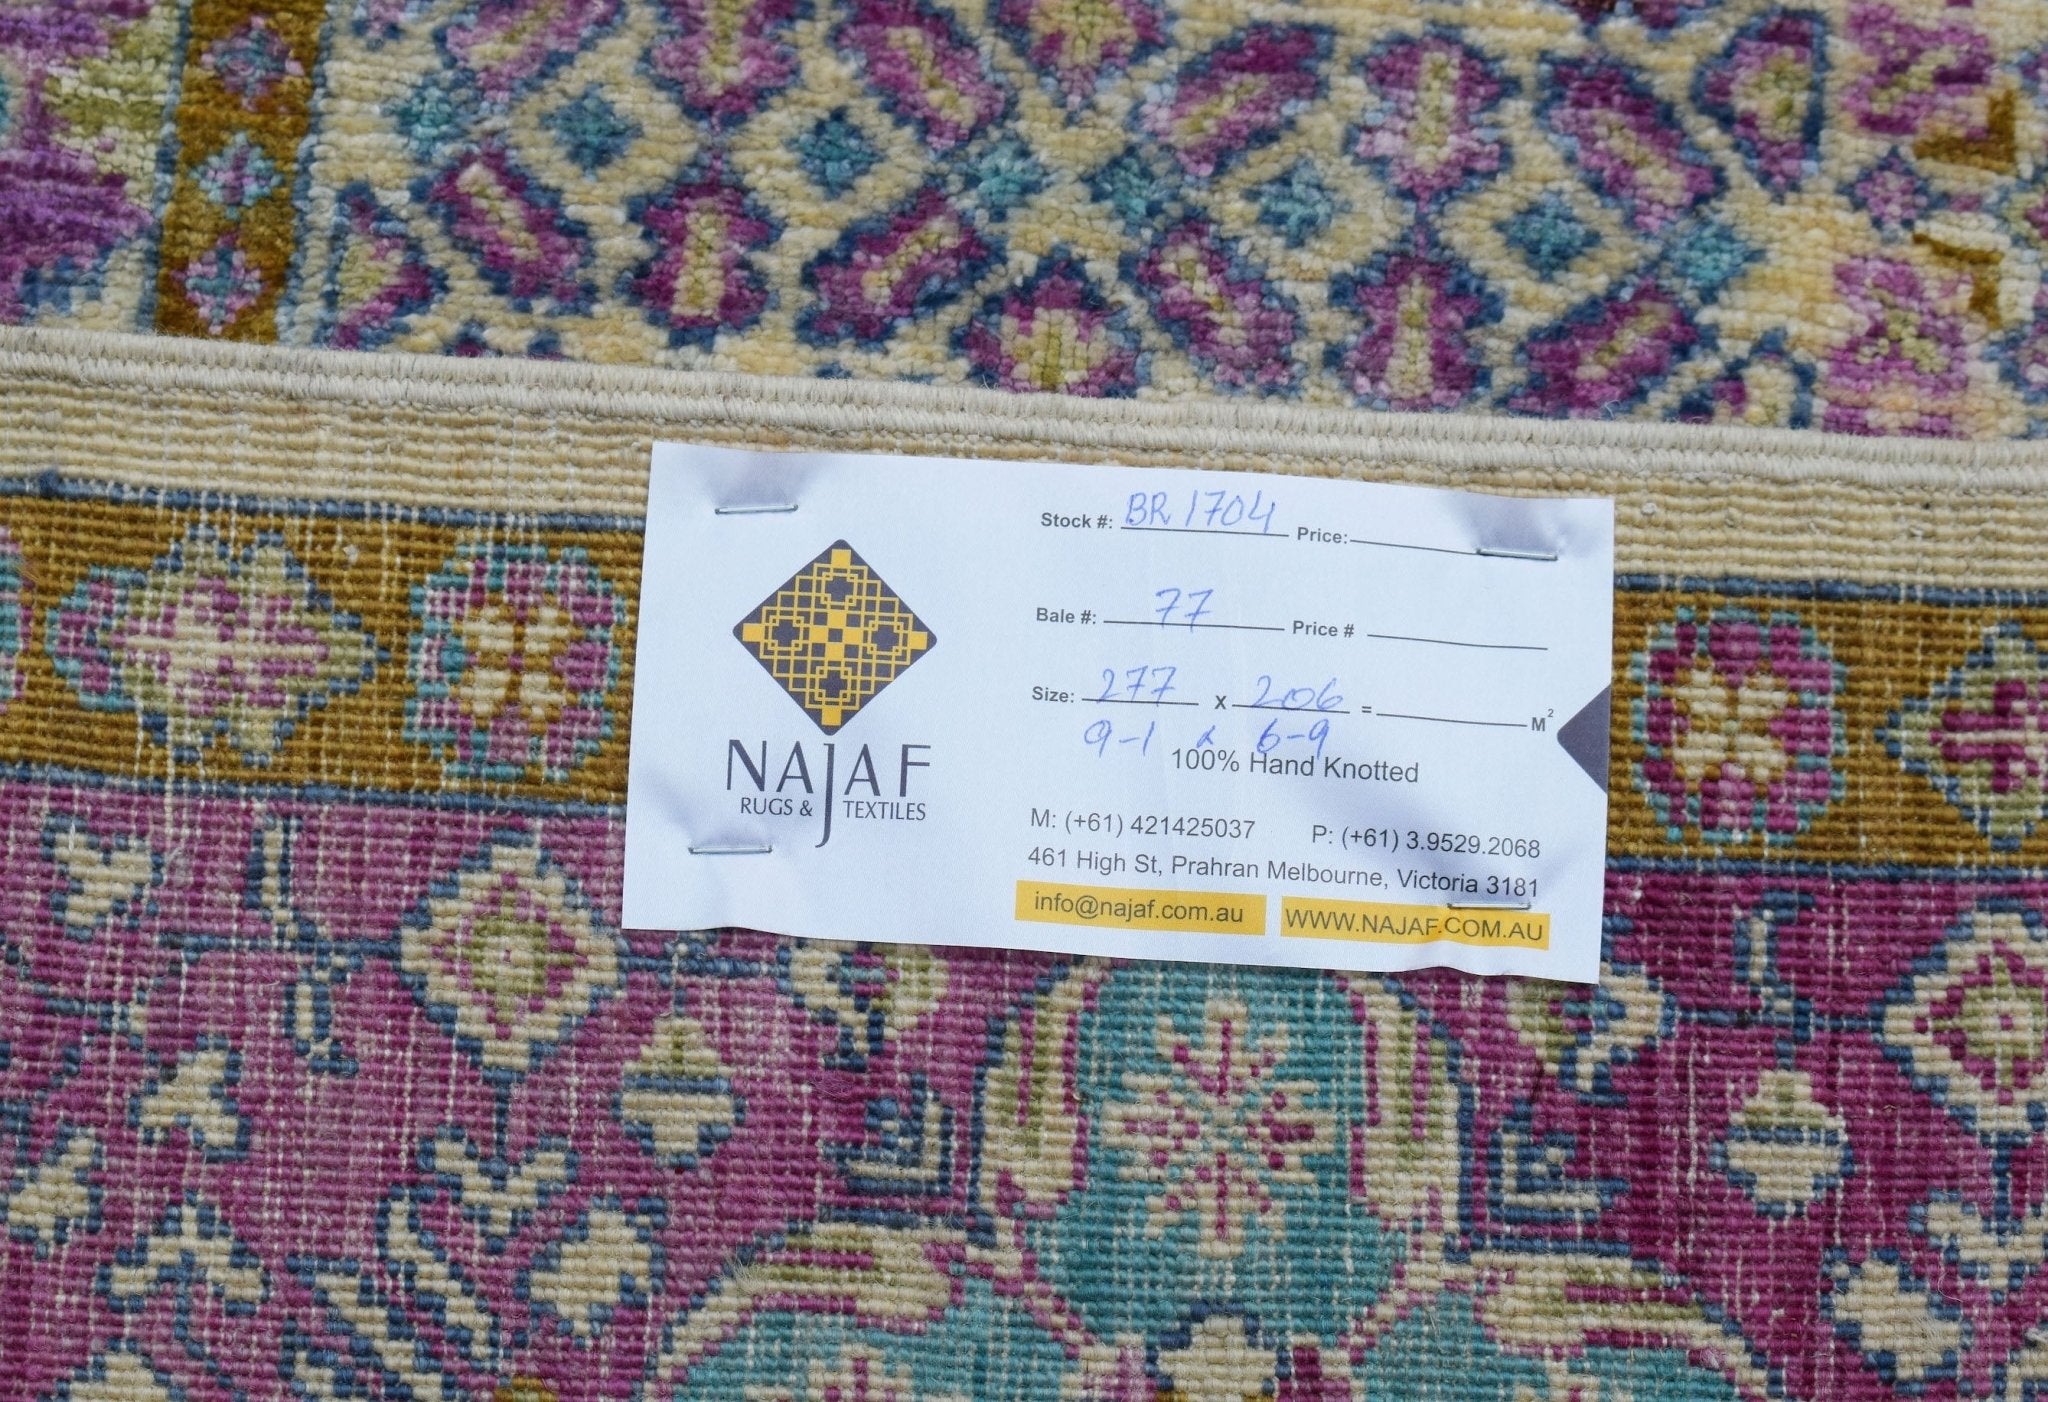 Stock #: BR 1704 Price:
Bale #: 77 Price #
Size: 277 x 206 = M²
9-1 x 6-9
100% Hand Knotted
NAJAF
RUGS & TEXTILES
M: (+61) 421425037 P: (+61) 3.9529.2068
461 High St, Prahran Melbourne, Victoria 3181
info@najaf.com.au WWW.NAJAF.COM.AU